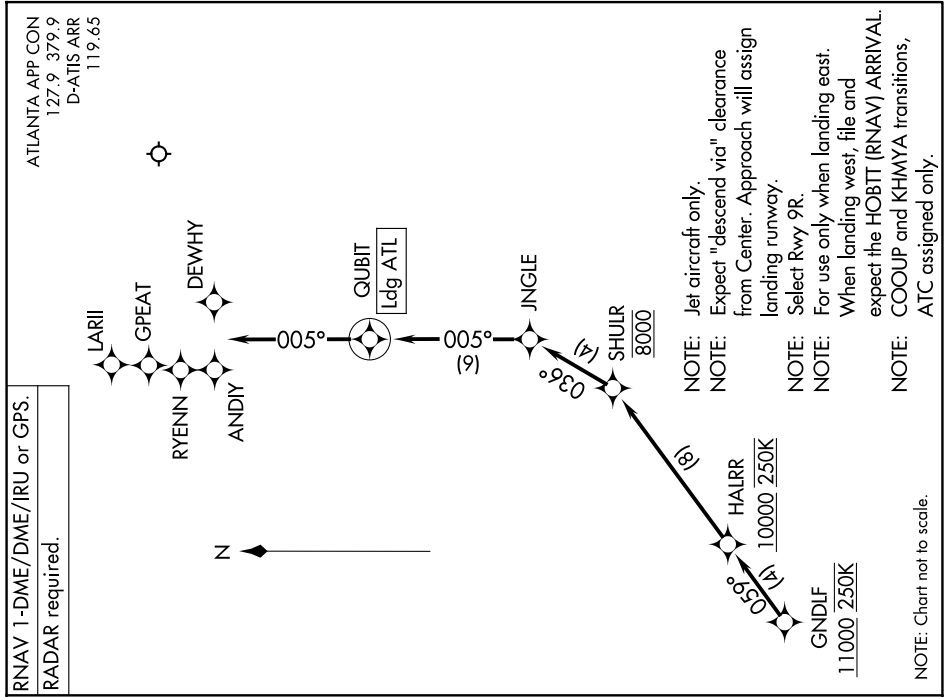 RNAV 1-DME/DME/IRU or GPS.
RADAR required.
ATLANTA APP CON
127.9 379.9
D-ATIS ARR
119.65
LARII
GPEAT
RYENN
ANDIY
DEWHY
N
005°
QUBIT
Ldg ATL
005°
(9)
JNGLE
036°
(4)
SHULR
8000
(8)
HALRR
10000 250K
059°
(4)
GNDLF
11000 250K
NOTE: Jet aircraft only.
NOTE: Expect "descend via" clearance
from Center. Approach will assign
landing runway.
NOTE: Select Rwy 9R.
NOTE: For use only when landing east.
When landing west, file and
expect the HOBTT (RNAV) ARRIVAL.
NOTE: COOUP and KHMYA transitions,
ATC assigned only.
NOTE: Chart not to scale.